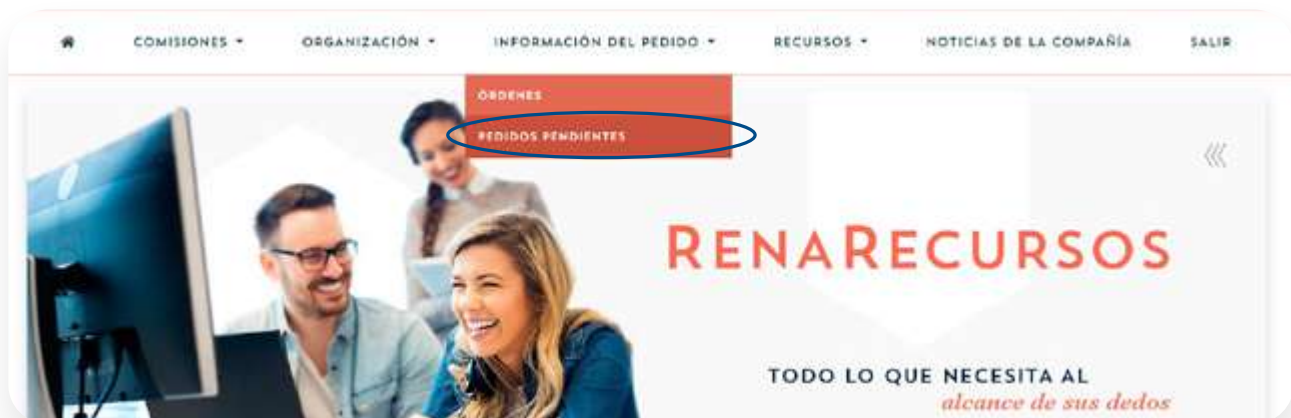 COMISIONES
ORGANIZACIÓN
INFORMACIÓN DEL PEDIDO
RECURSOS
NOTICIAS DE LA COMPAÑÍA
SALIR
ÓRDENES
PEDIDOS PENDIENTES
RENARECURSOS
TODO LO QUE NECESITA AL
alcance de sus dedos